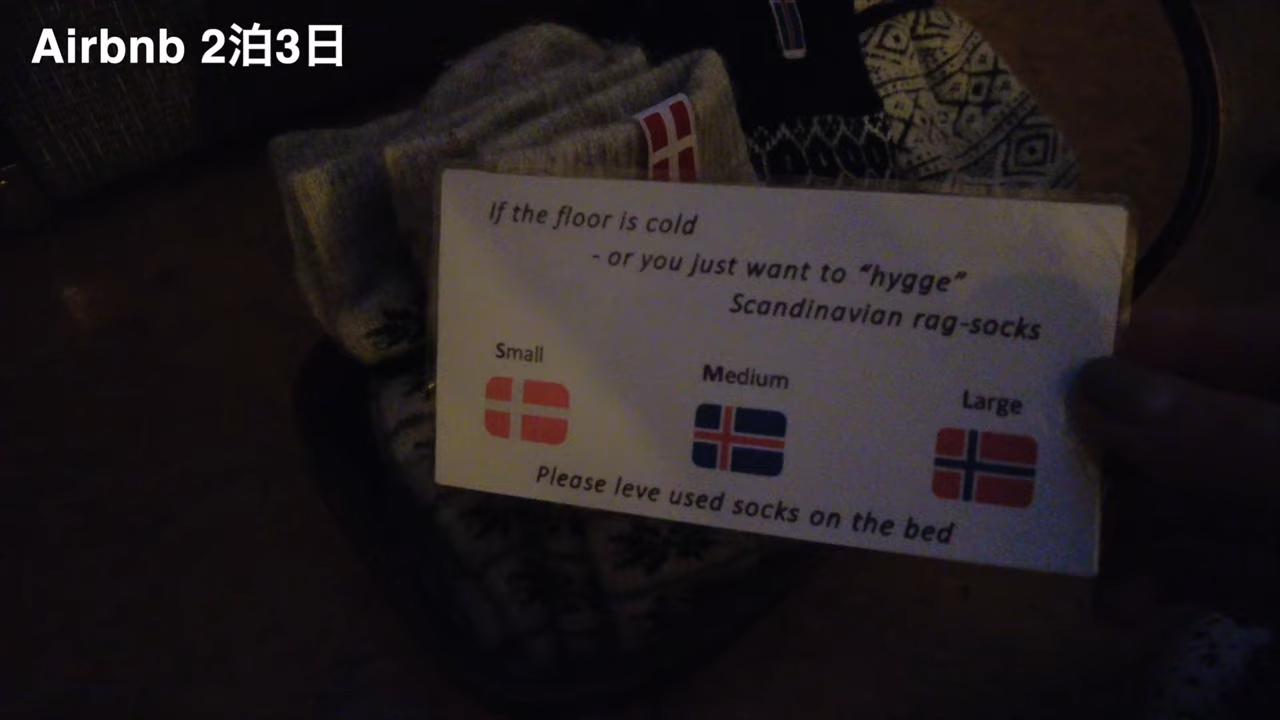 Airbnb 2泊3日
If the floor is cold
- or you just want to “hygge”
Scandinavian rag-socks
Small
Medium
Large
Please leve used socks on the bed